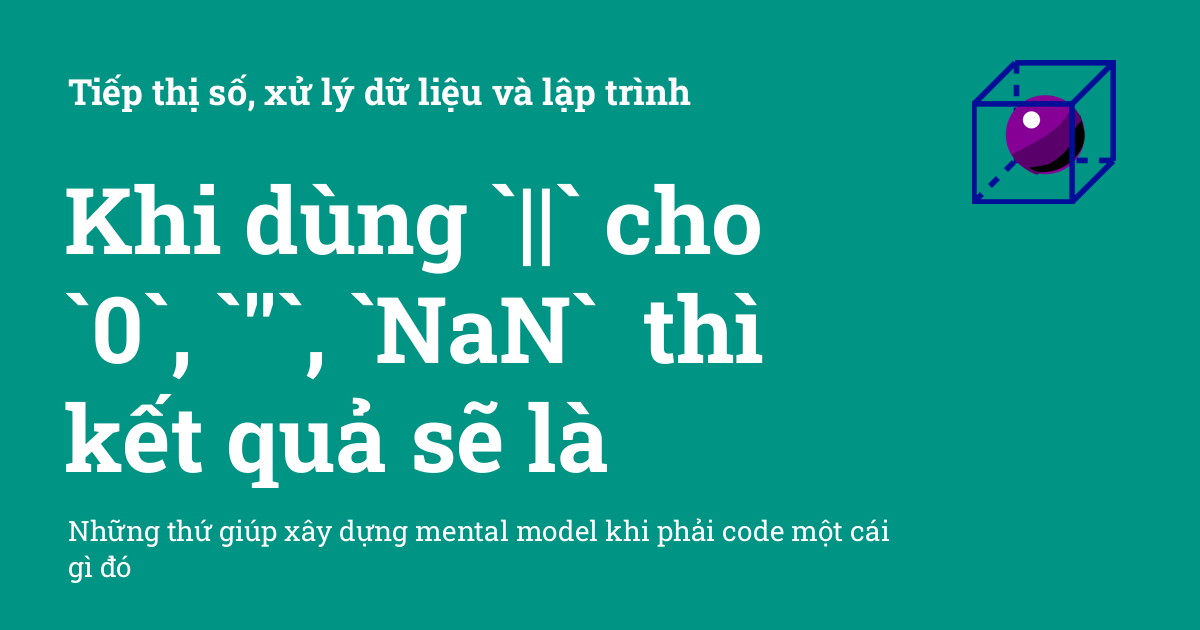 Tiếp thị số, xử lý dữ liệu và lập trình
Khi dùng `||` cho
`0`, `"`, `NaN` thì
kết quả sẽ là
Những thứ giúp xây dựng mental model khi phải code một cái
gì đó